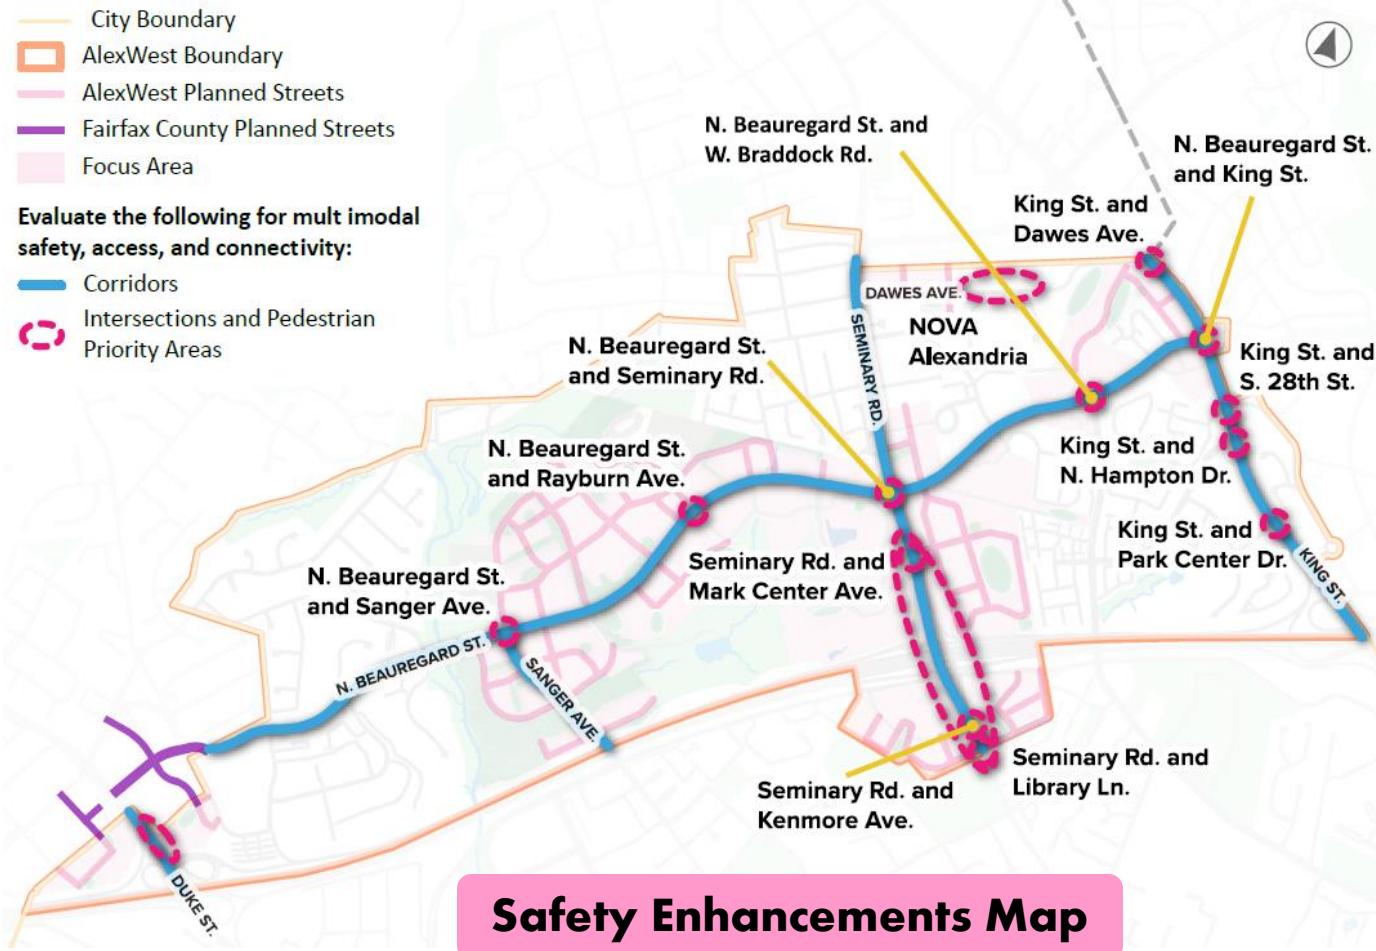 City Boundary
AlexWest Boundary
AlexWest Planned Streets
Fairfax County Planned Streets
Focus Area
Evaluate the following for mult imodal
safety, access, and connectivity:
Corridors
Intersections and Pedestrian
Priority Areas
N. Beauregard St. and
W. Braddock Rd.
N. Beauregard St.
and King St.
King St. and
Dawes Ave.
DAWES AVE.
NOVA
Alexandria
SEMINARY RD.
N. Beauregard St.
and Seminary Rd.
King St. and
S. 28th St.
N. Beauregard St.
and Rayburn Ave.
King St. and
N. Hampton Dr.
King St. and
Park Center Dr.
KING ST.
Seminary Rd. and
Mark Center Ave.
N. Beauregard St.
and Sanger Ave.
N. BEAUREGARD ST.
SANGER AVE.
Seminary Rd. and
Library Ln.
Seminary Rd. and
Kenmore Ave.
DUKE ST.
Safety Enhancements Map